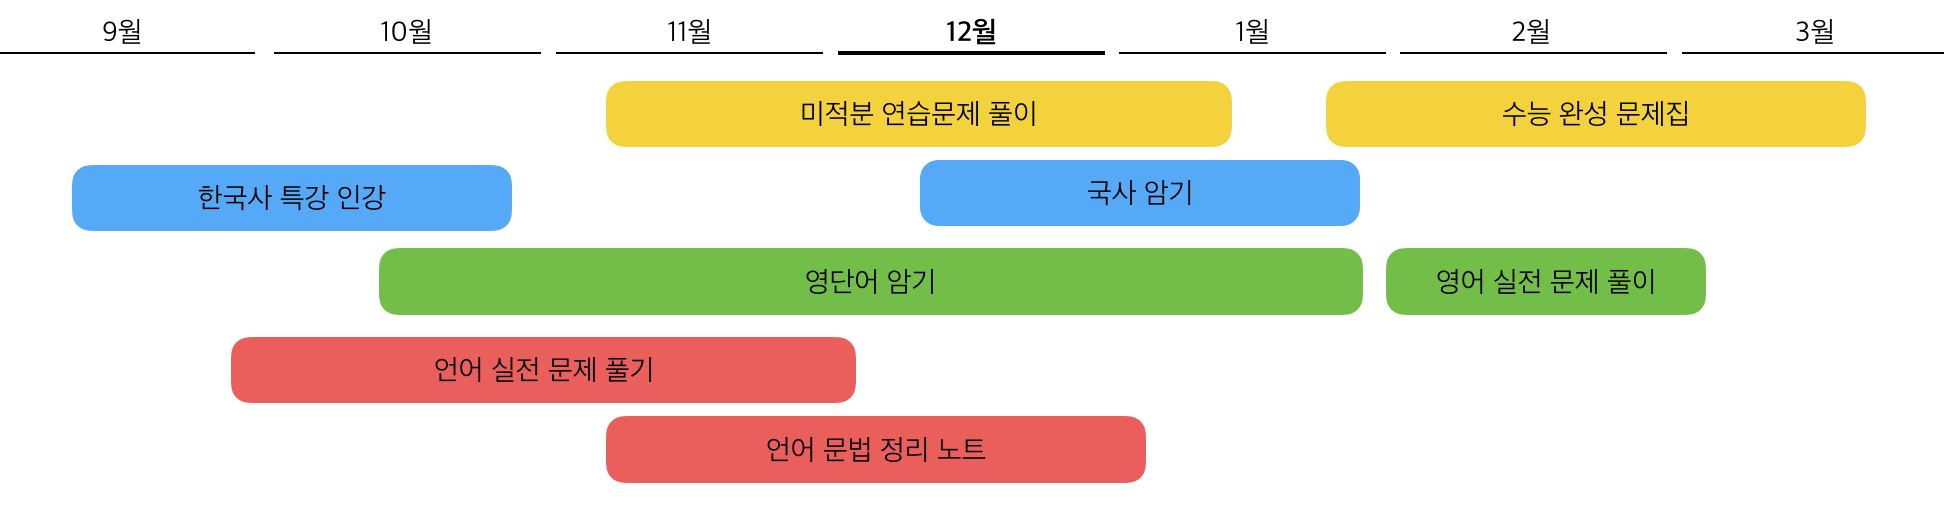 9월 10월 11월 12월 1월 2월 3월
미적분 연습문제 풀이 수능 완성 문제집
한국사 특강 인강 국사 암기
영단어 암기 영어 실전 문제 풀이
언어 실전 문제 풀기
언어 문법 정리 노트